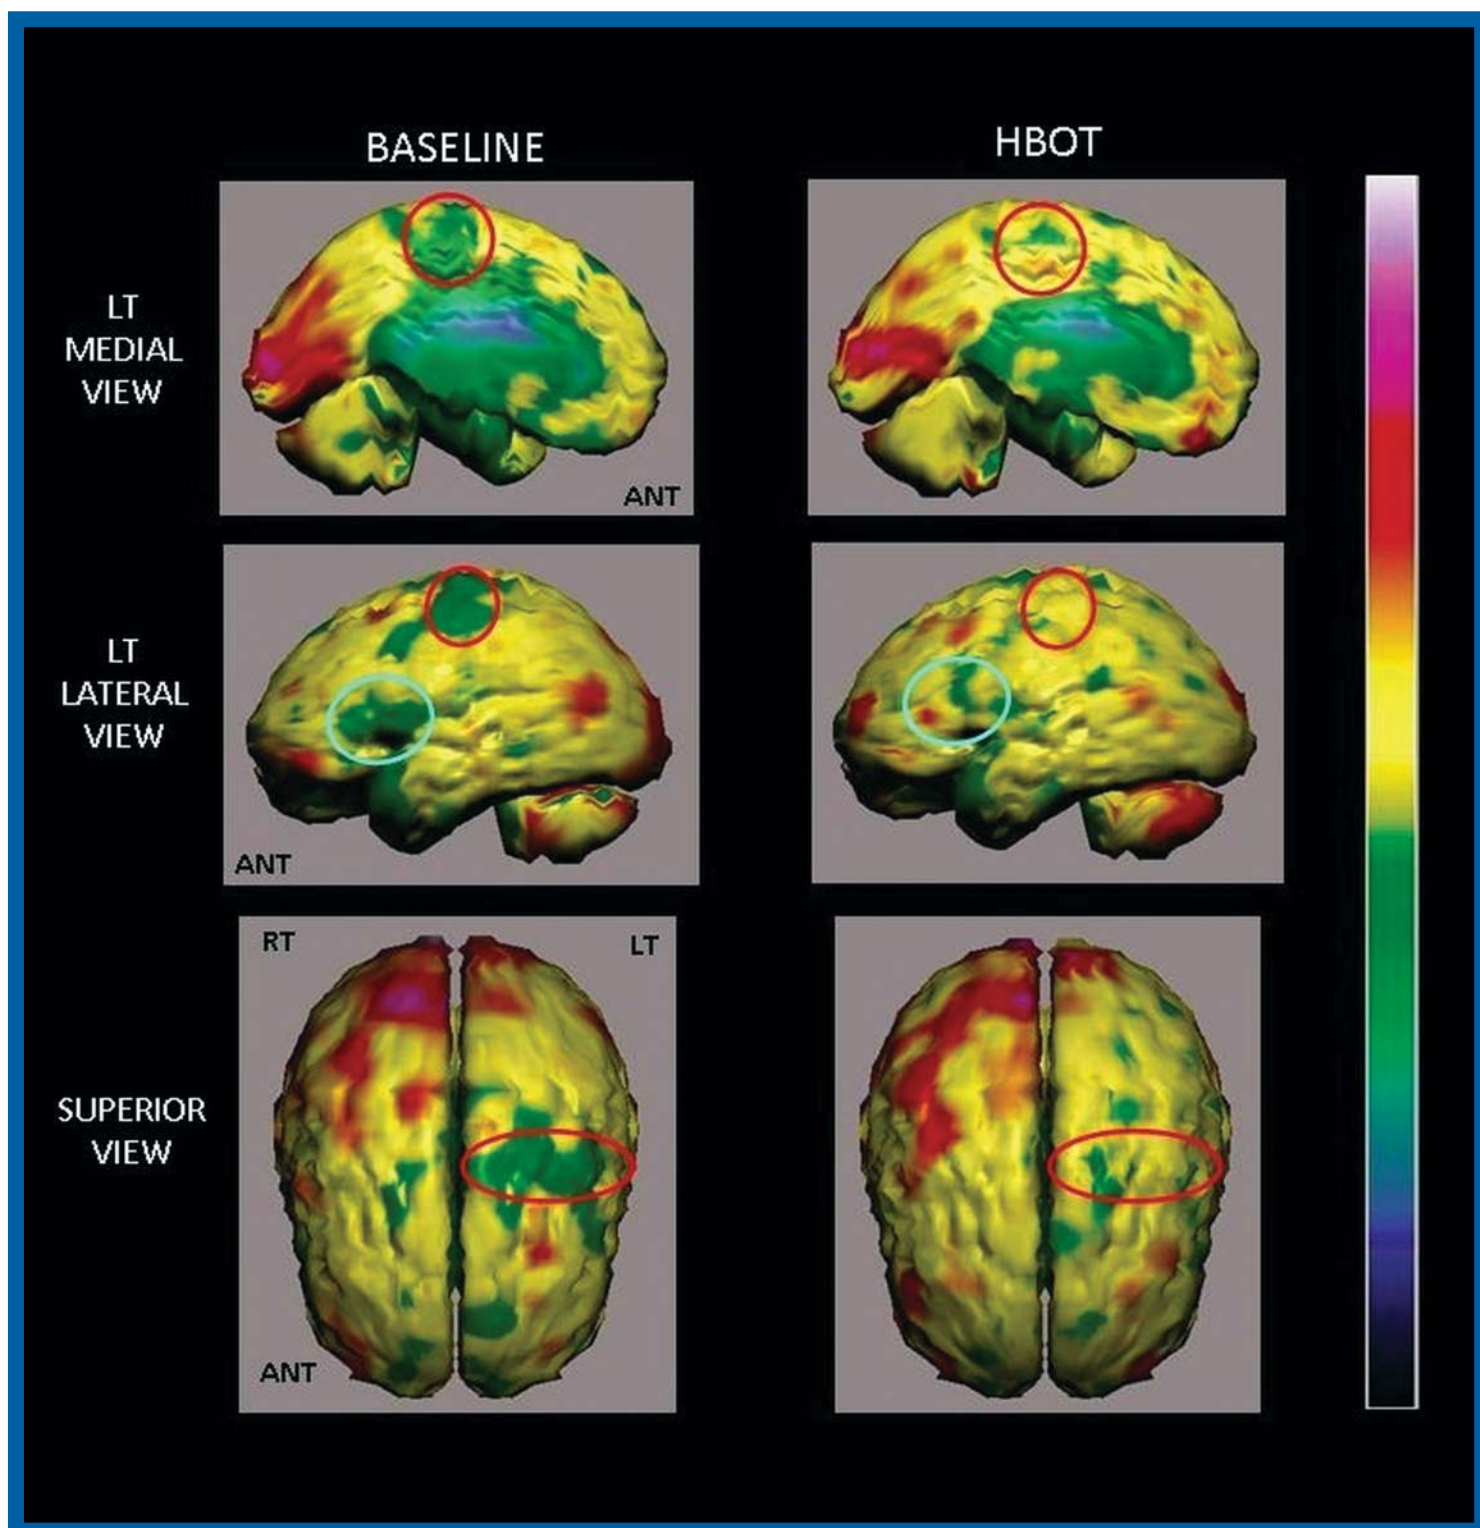 BASELINE
HBOT
LT
MEDIAL
VIEW
ANT
LT
LATERAL
VIEW
ANT
RT
LT
SUPERIOR
VIEW
ANT